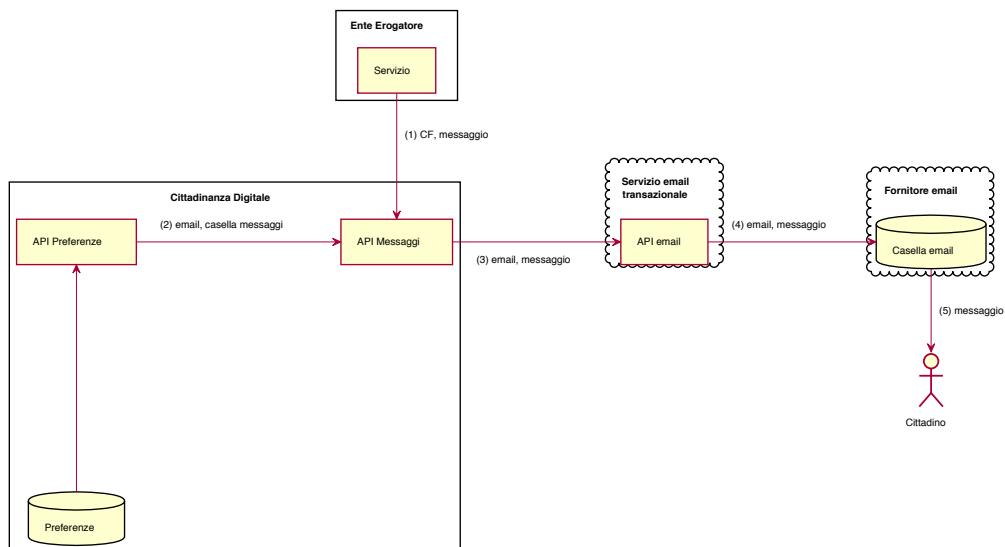 Ente Erogatore
Servizio
(1) CF, messaggio
Cittadinanza Digitale
Servizio email
transazionale
Fornitore email
API Preferenze
(2) email, casella messaggi
API Messaggi
(3) email, messaggio
API email
(4) email, messaggio
Casella email
(5) messaggio
Cittadino
Preferenze